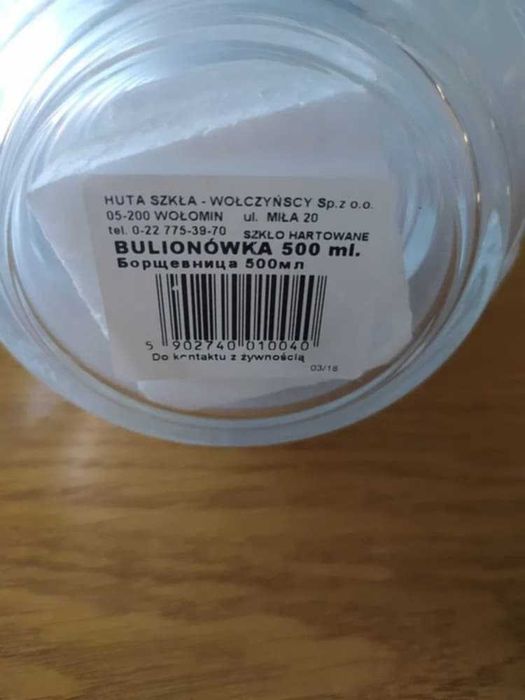 HUTA SZKŁA - WOŁCZYŃSCY Sp.z o.o.
05-200 WOŁOMIN ul. MIŁA 20
tel. 0-22 775-39-70 SZKŁO HARTOWANE
BULIONÓWKA 500 ml.
Борщевница 500мл
5 902740 010040
Do kontaktu z żywnością
03/18